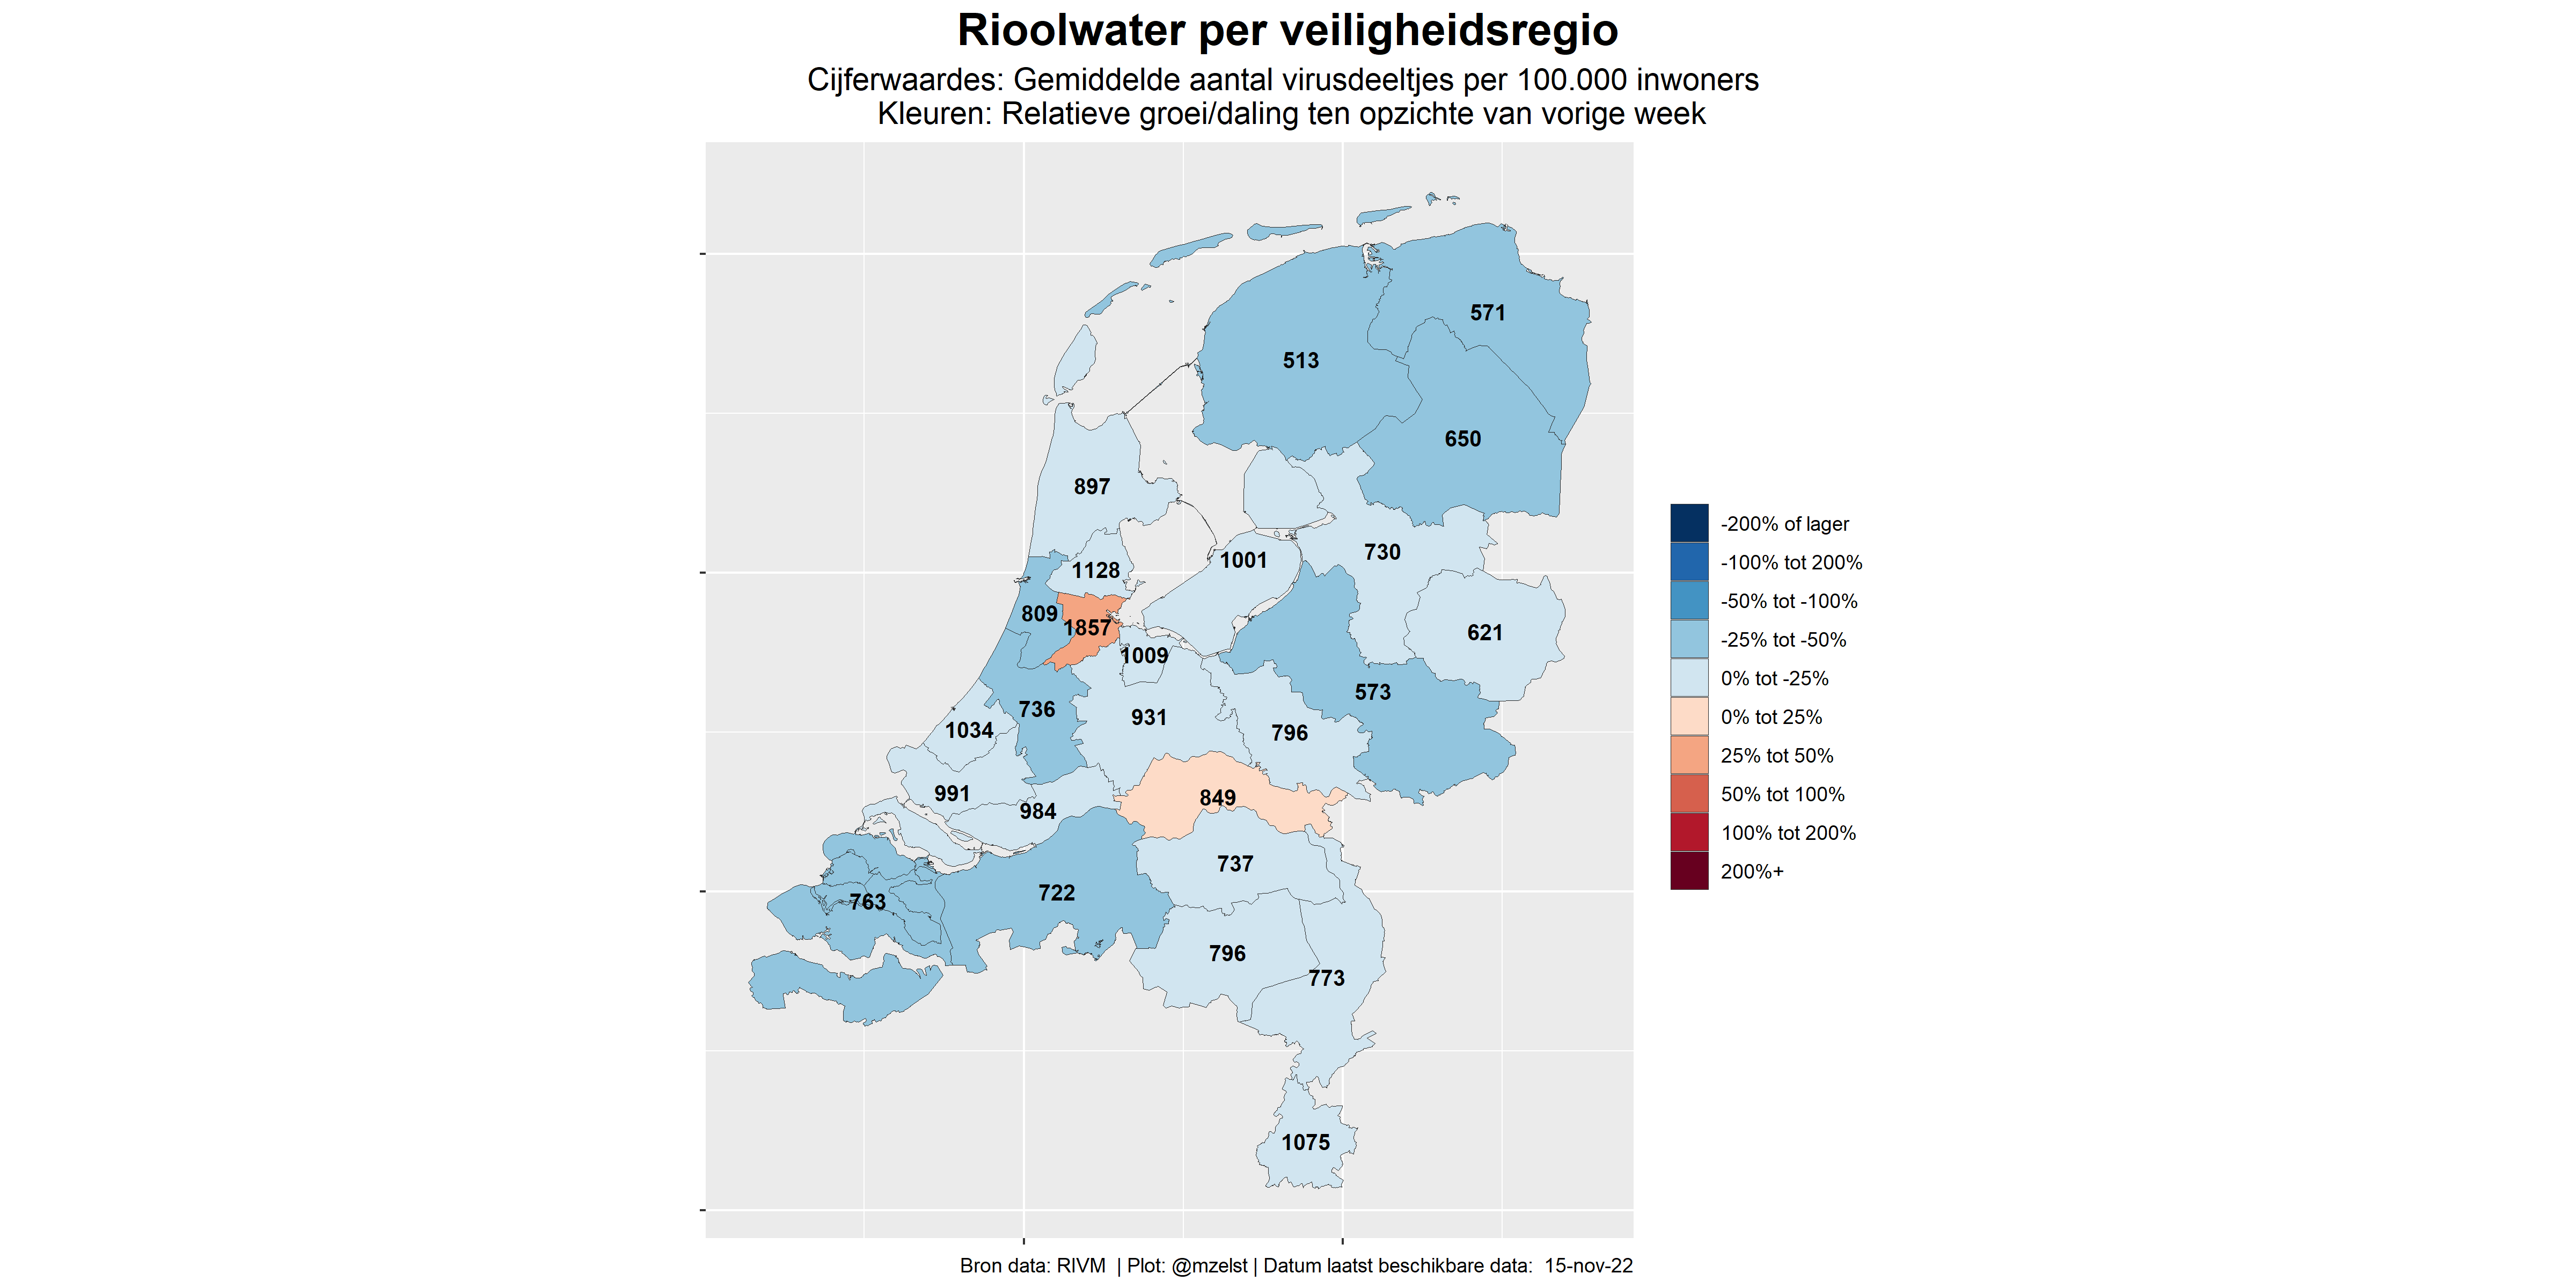 Rioolwater per veiligheidsregio
Cijferwaardes: Gemiddelde aantal virusdeeltjes per 100.000 inwoners
Kleuren: Relatieve groei/daling ten opzichte van vorige week
571
513
650
897
730
1001
1128
809
1857
621
1009
573
736
931
1034
796
991
849
984
737
722
763
796
773
1075
-200% of lager
-100% tot 200%
-50% tot -100%
-25% tot -50%
0% tot -25%
0% tot 25%
25% tot 50%
50% tot 100%
100% tot 200%
200%+
Bron data: RIVM | Plot: @mzelst | Datum laatst beschikbare data: 15-nov-22